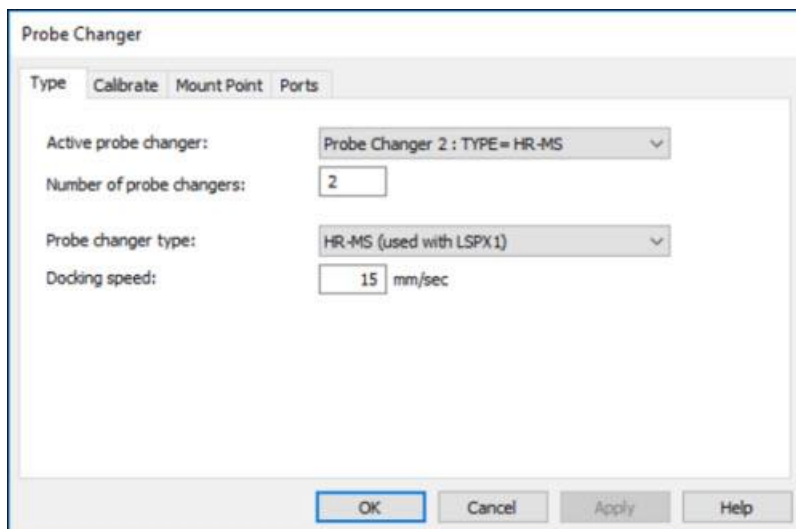 Probe Changer
Type Calibrate Mount Point Ports
Active probe changer: Probe Changer 2 : TYPE= HR-MS
Number of probe changers: 2
Probe changer type: HR-MS (used with LSPX1)
Docking speed: 15 mm/sec
OK Cancel Apply Help